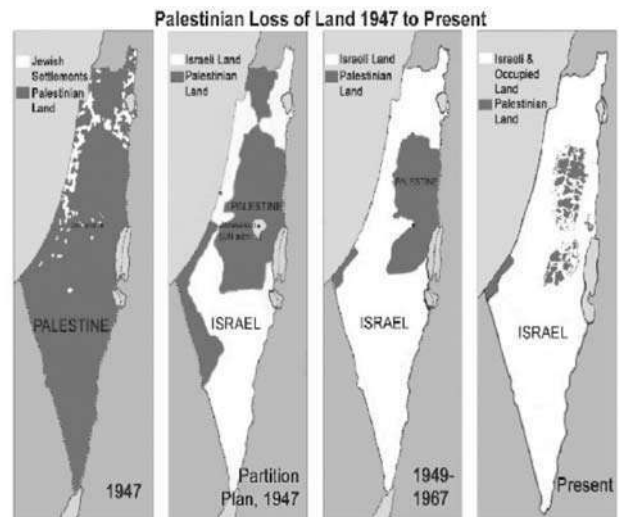 Palestinian Loss of Land 1947 to Present
Jewish
Settlements
Palestinian
Land
PALESTINE
1947
Israeli Land
Palestinian
Land
PALESTINE
ISRAEL
Partition
Plan, 1947
Israeli Land
Palestinian
Land
PALESTINE
ISRAEL
1949-
1967
Israeli &
Occupied
Land
Palestinian
Land
ISRAEL
Present